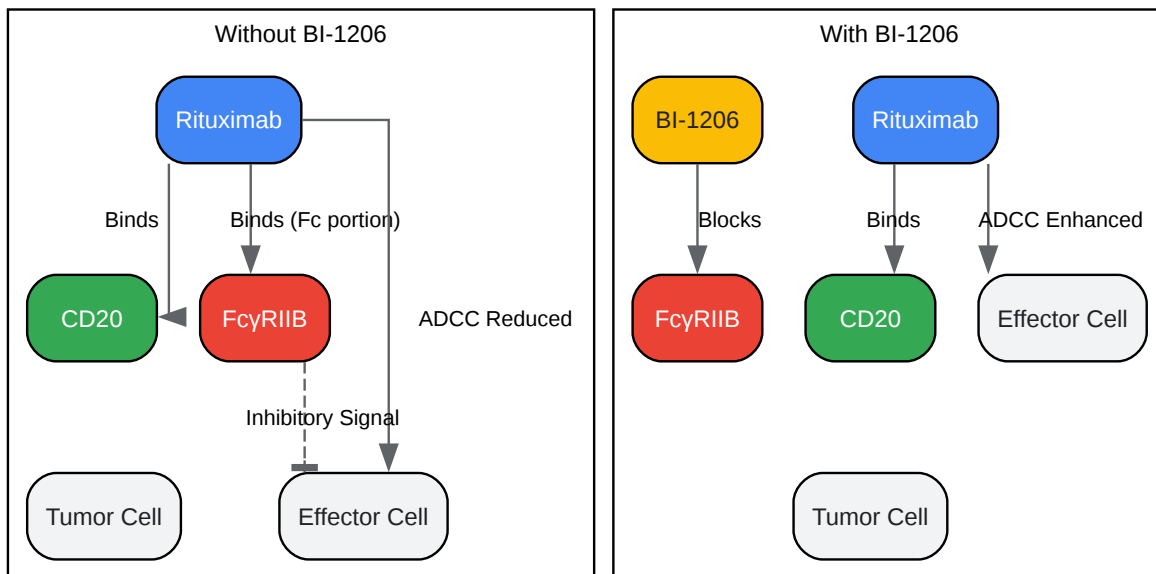 Without BI-1206
Rituximab
Binds
Binds (Fc portion)
CD20
FcγRIIB
ADCC Reduced
Inhibitory Signal
Tumor Cell
Effector Cell
With BI-1206
BI-1206
Rituximab
Blocks
Binds
ADCC Enhanced
FcγRIIB
CD20
Effector Cell
Tumor Cell